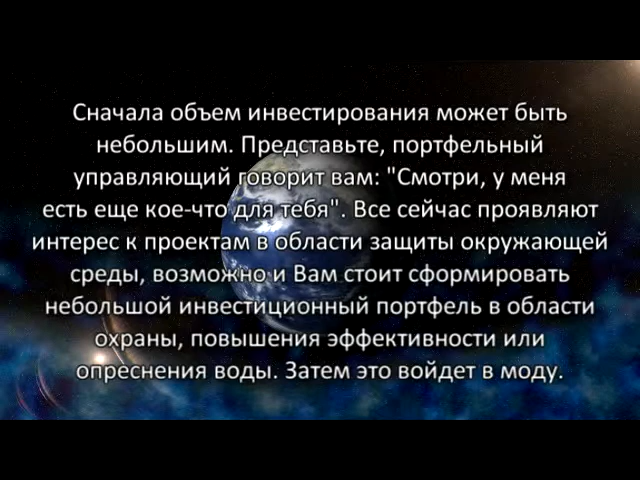 Сначала объем инвестирования может быть
небольшим. Представьте, портфельный
управляющий говорит вам: "Смотри, у меня
есть еще кое-что для тебя". Все сейчас проявляют
интерес к проектам в области защиты окружающей
среды, возможно и Вам стоит сформировать
небольшой инвестиционный портфель в области
охраны, повышения эффективности или
опреснения воды. Затем это войдет в моду.